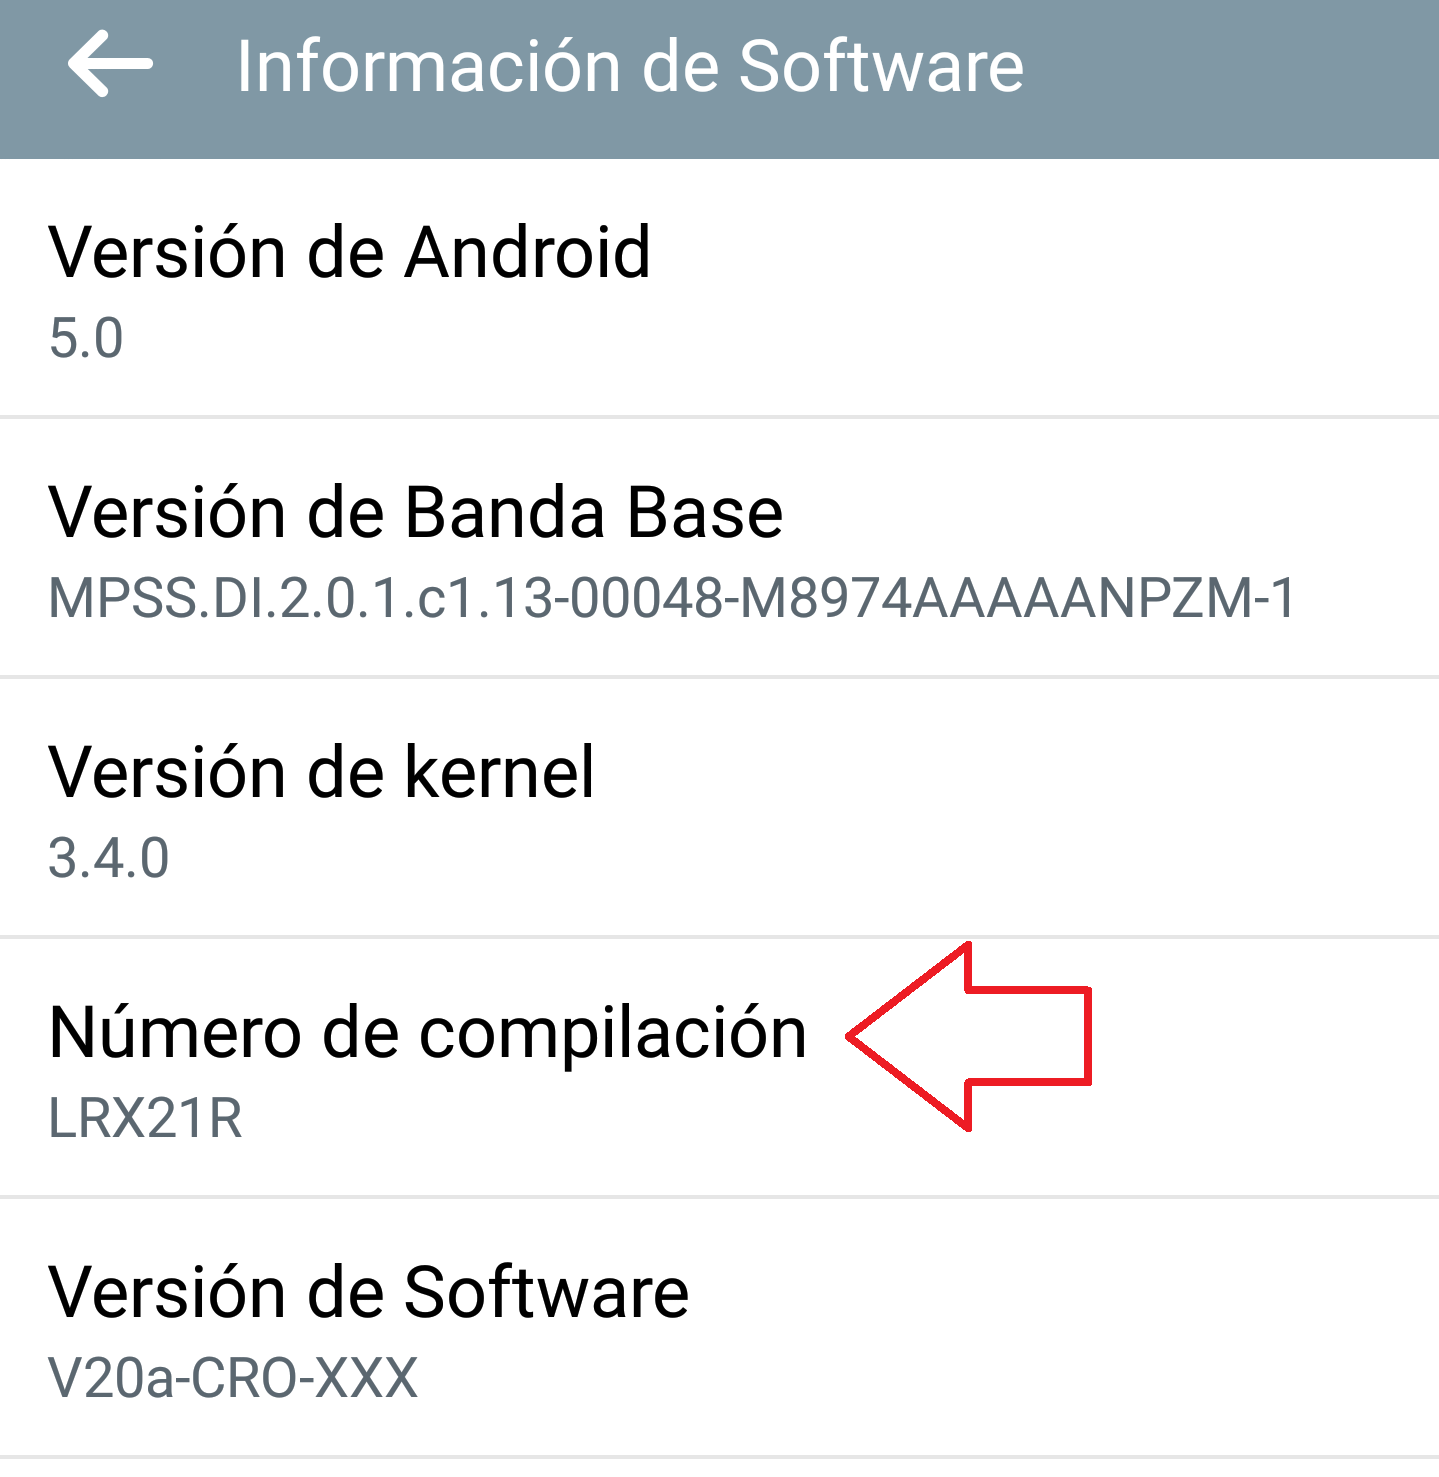 Información de Software
Versión de Android
5.0
Versión de Banda Base
MPSS.DI.2.0.1.c1.13-00048-M8974AAAAANPZM-1
Versión de kernel
3.4.0
Número de compilación
LRX21R
Versión de Software
V20a-CRO-XXX